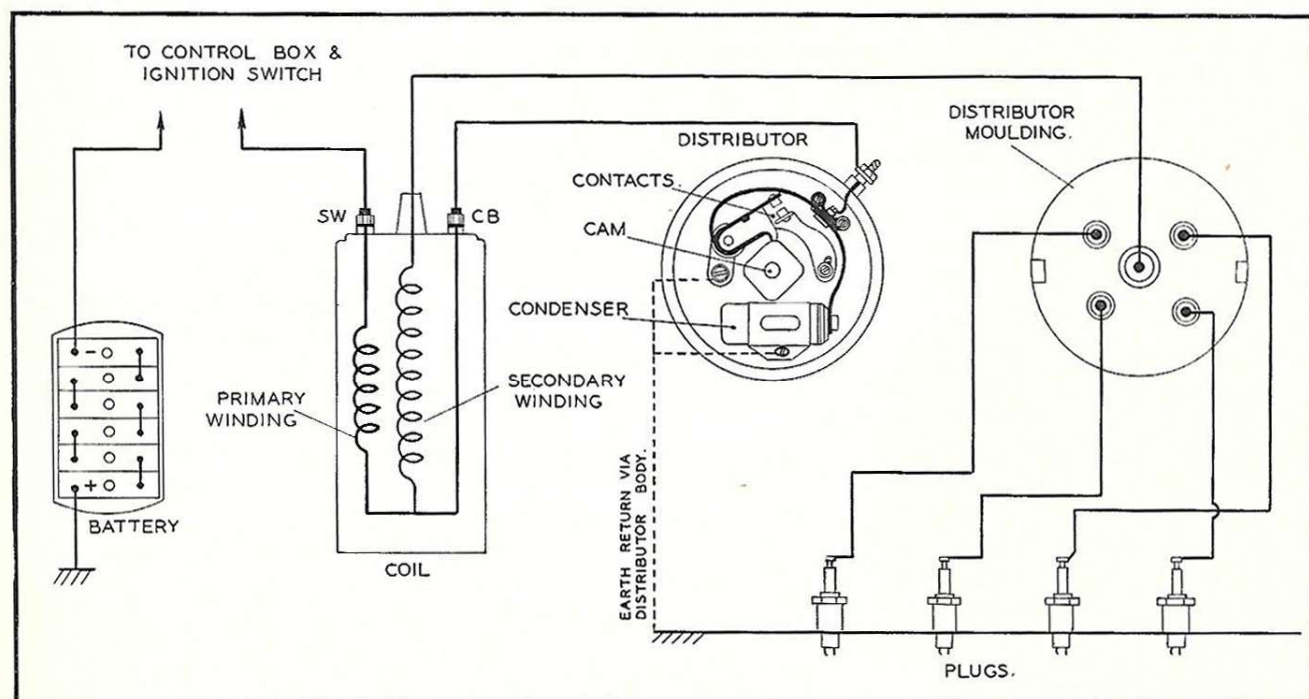 TO CONTROL BOX &
IGNITION SWITCH
DISTRIBUTOR
DISTRIBUTOR
MOULDING.
CONTACTS.
SW
CB
CAM
CONDENSER
-
PRIMARY
WINDING
SECONDARY
WINDING
+
BATTERY
COIL
EARTH RETURN VIA
DISTRIBUTOR BODY.
PLUGS.